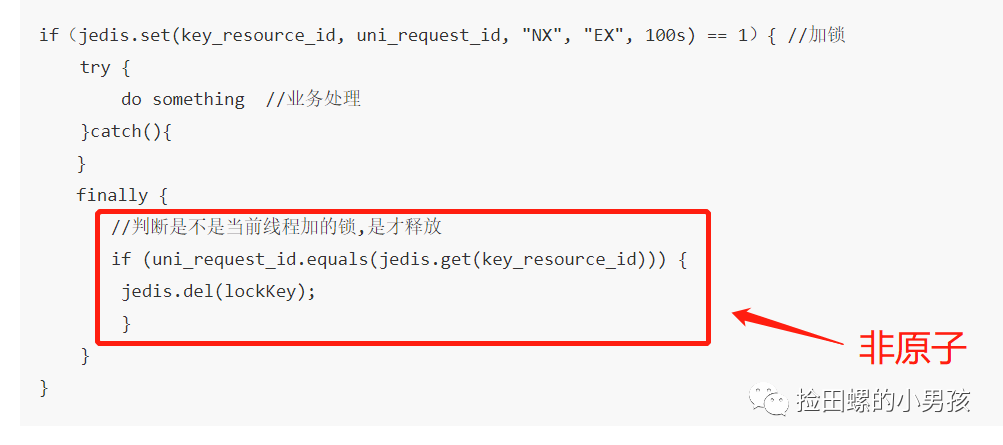 if（jedis.set(key_resource_id, uni_request_id, "NX", "EX", 100s) == 1）{ //加锁
try {
do something //业务处理
}catch(){
}
finally {
//判断是不是当前线程加的锁,是才释放
if (uni_request_id.equals(jedis.get(key_resource_id))) {
jedis.del(lockKey);
}
}
}
非原子
捡田螺的小男孩